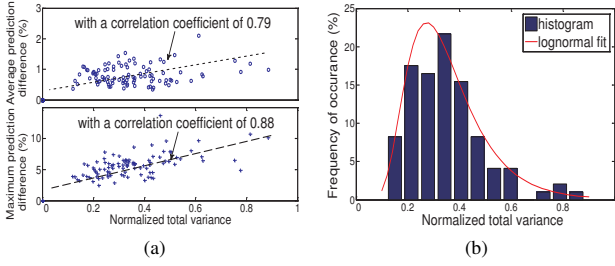 Average prediction
difference (%)
3
2
1
0
with a correlation coefficient of 0.79
Maximum prediction
difference (%)
10
5
0
with a correlation coefficient of 0.88
0 0.2 0.4 0.6 0.8 1
Normalized total variance
(a)
Frequency of occurance (%)
25
20
15
10
5
0
histogram
lognormal fit
0.2 0.4 0.6 0.8
Normalized total variance
(b)